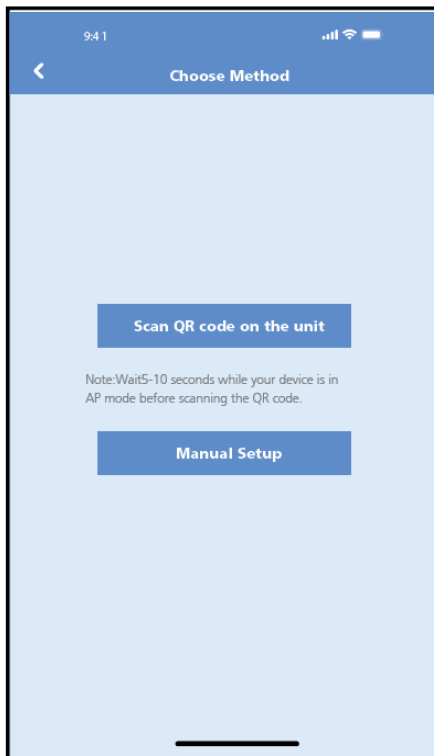 9:41
Choose Method
Scan QR code on the unit
Note:Wait5-10 seconds while your device is in
AP mode before scanning the QR code.
Manual Setup